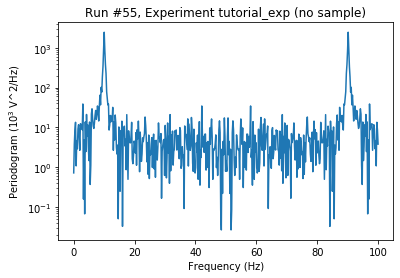 Run #55, Experiment tutorial_exp (no sample)
Periodogram (10³ V^2/Hz)
10³
10²
10¹
10⁰
10⁻¹
0 20 40 60 80 100
Frequency (Hz)